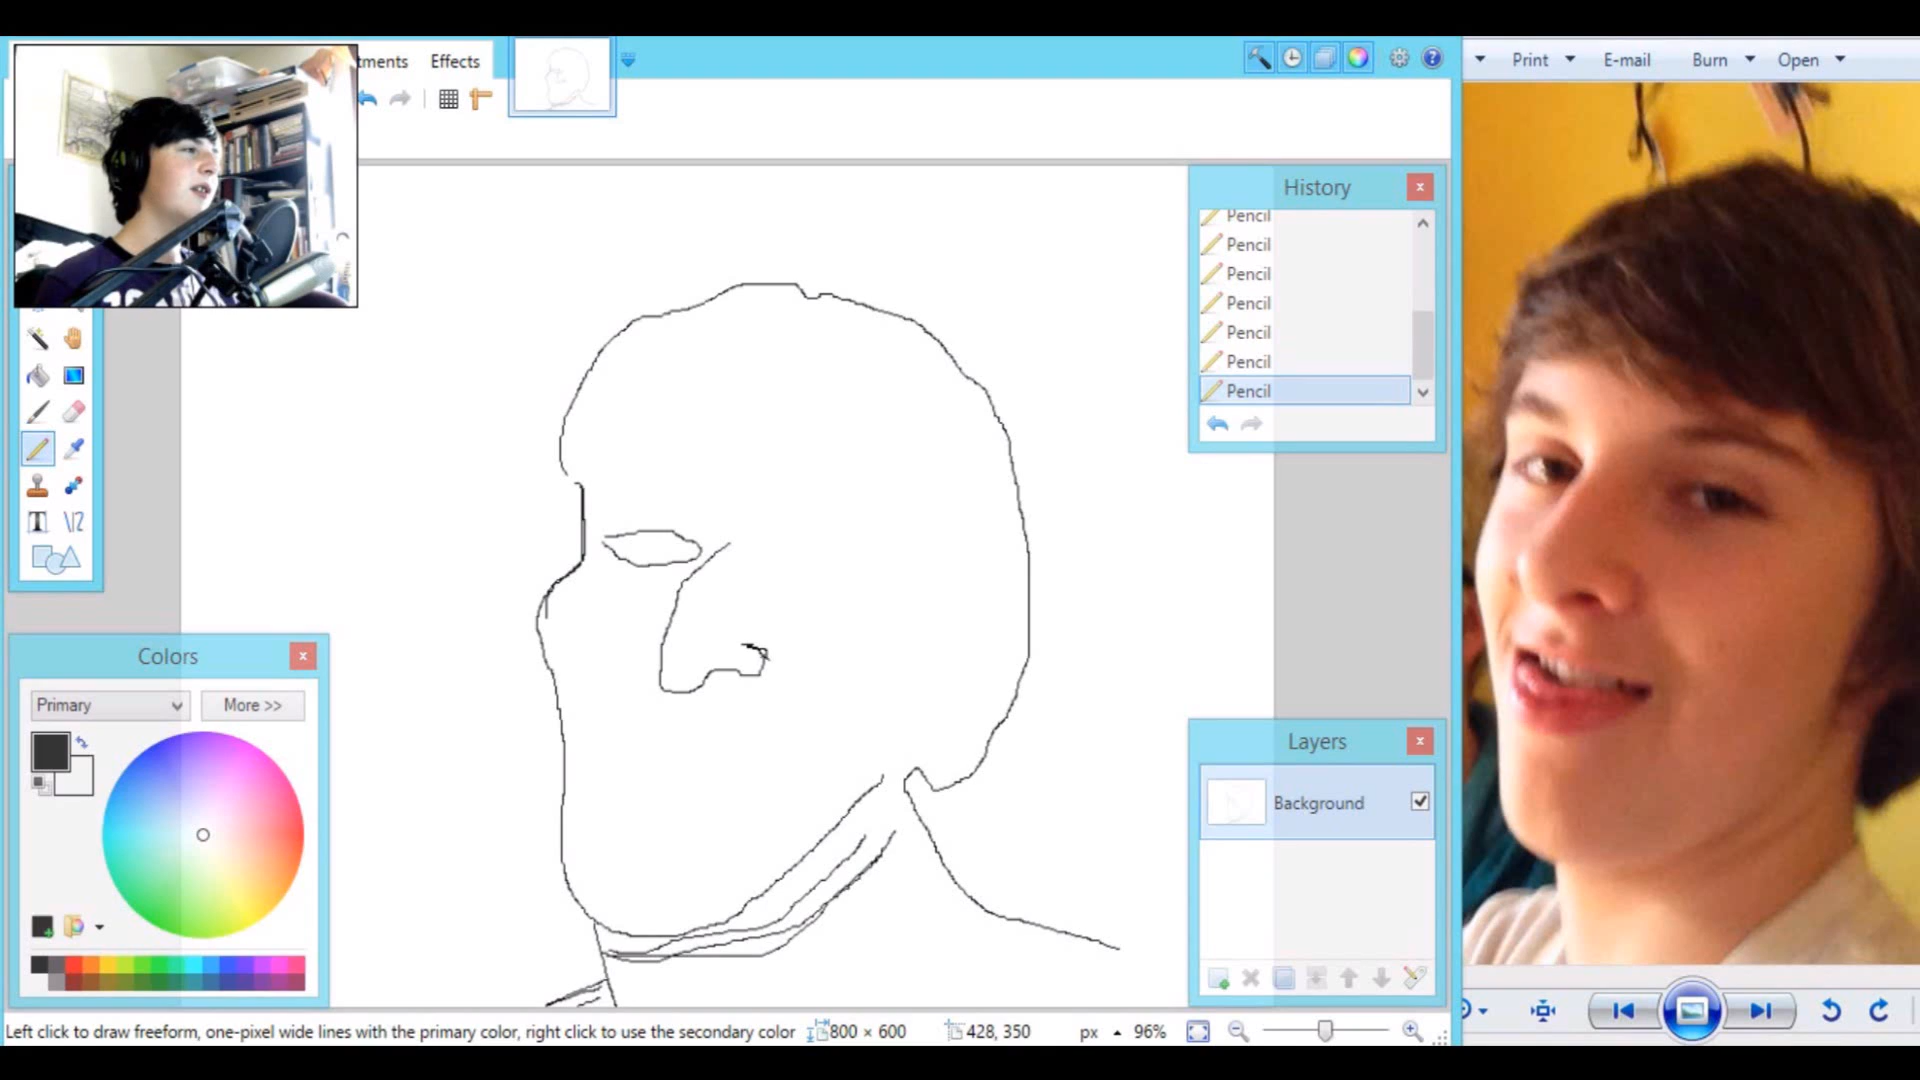 tments Effects
Print E-mail Burn Open
History
Pencil
Pencil
Pencil
Pencil
Pencil
Pencil
Pencil
Colors
Primary More >>
Layers
Background
Left click to draw freeform, one-pixel wide lines with the primary color, right click to use the secondary color 800 × 600 428, 350 px 96%